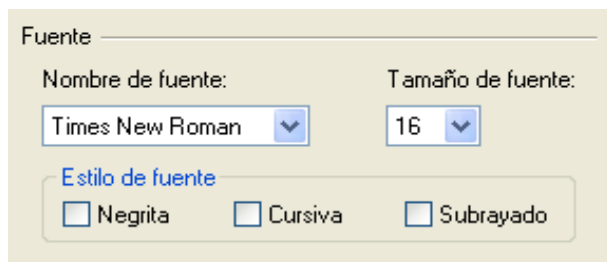 Fuente
Nombre de fuente: Tamaño de fuente:
Times New Roman 16
Estilo de fuente
Negrita Cursiva Subrayado